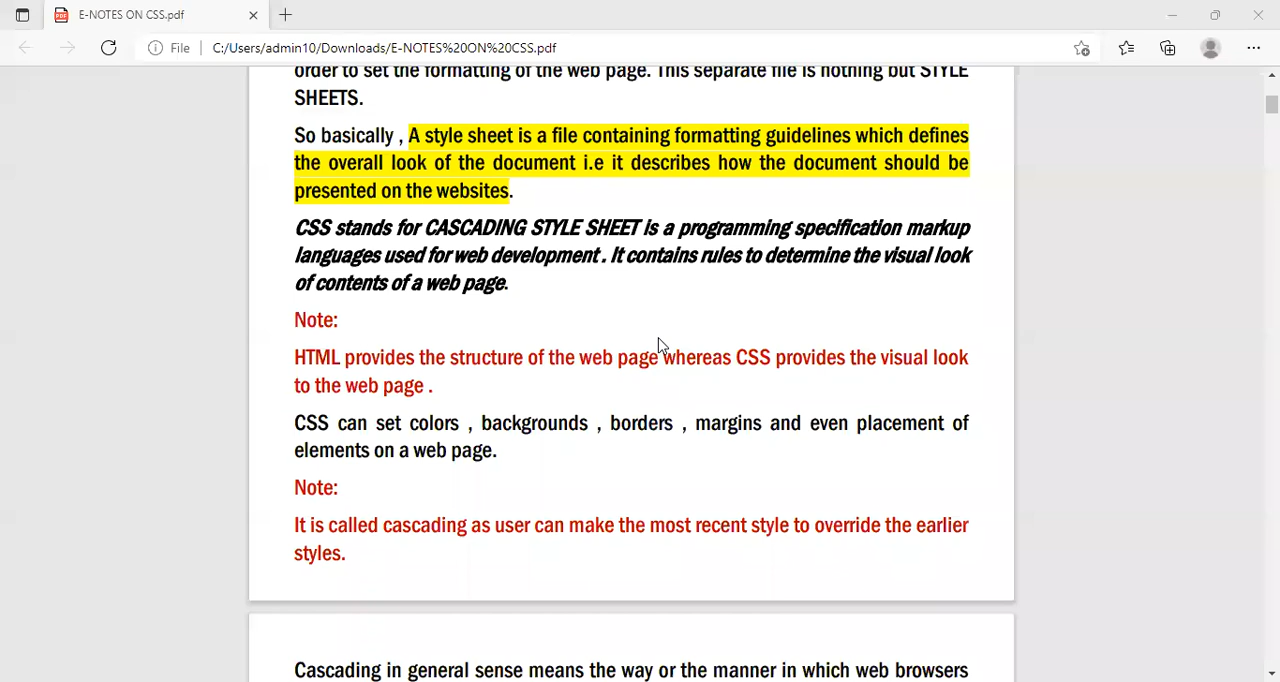 E-NOTES ON CSS.pdf
File
C:/Users/admin10/Downloads/E-NOTES%20ON%20CSS.pdf
order to set the formatting of the web page. This separate file is nothing but STYLE
SHEETS.
So basically , A style sheet is a file containing formatting guidelines which defines
the overall look of the document i.e it describes how the document should be
presented on the websites.
CSS stands for CASCADING STYLE SHEET is a programming specification markup
languages used for web development . It contains rules to determine the visual look
of contents of a web page.
Note:
HTML provides the structure of the web page whereas CSS provides the visual look
to the web page .
CSS can set colors , backgrounds , borders , margins and even placement of
elements on a web page.
Note:
It is called cascading as user can make the most recent style to override the earlier
styles.
Cascading in general sense means the way or the manner in which web browsers